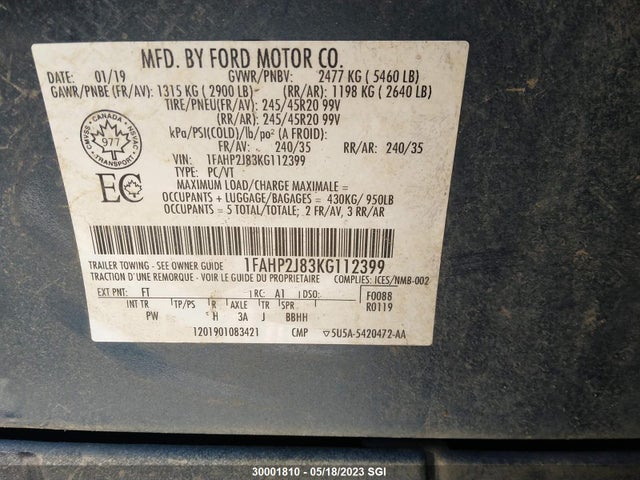 MFD. BY FORD MOTOR CO.
DATE: 01/19 GVWR/PNBV: 2477 KG ( 5460 LB)
GAWR/PNBE (FR/AV): 1315 KG ( 2900 LB) (RR/AR): 1198 KG ( 2640 LB)
TIRE/PNEU(FR/AV): 245/45R20 99V
(RR/AR): 245/45R20 99V
kPa/PSI(COLD)/lb/po² (A FROID):
FR/AV: 240/35 RR/AR: 240/35
CANADA
CMVSS NSVAC
977
TRANSPORT
VIN: 1FAHP2J83KG112399
TYPE: PC/VT
EC
MAXIMUM LOAD/CHARGE MAXIMALE =
OCCUPANTS + LUGGAGE/BAGAGES = 430KG/ 950LB
OCCUPANTS = 5 TOTAL/TOTALE; 2 FR/AV, 3 RR/AR
1FAHP2J83KG112399
TRAILER TOWING - SEE OWNER GUIDE
TRACTION D'UNE REMORQUE - VOIR LE GUIDE DU PROPRIETAIRE COMPLIES: ICES/NMB-002
EXT PNT: FT RC: A1 DSO: F0088
INT TR TP/PS R AXLE TR SPR R0119
PW H 3A J BBHH
1201901083421 CMP ▽5U5A-5420472-AA
30001810 - 05/18/2023 SGI